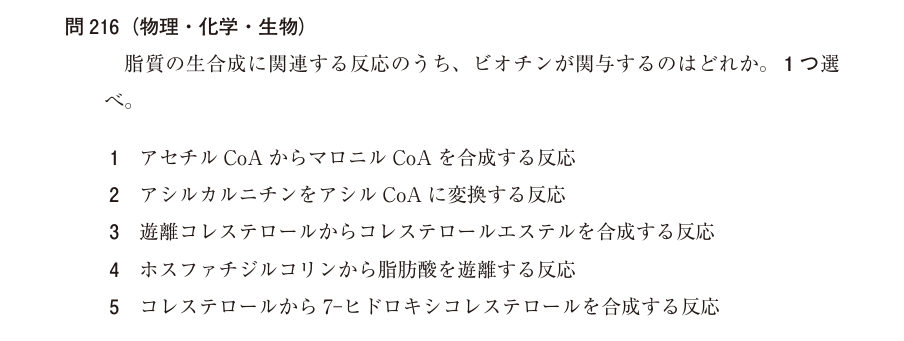 問 216（物理・化学・生物）
脂質の生合成に関連する反応のうち、ビオチンが関与するのはどれか。1つ選
べ。
1 アセチル CoA からマロニル CoA を合成する反応
2 アシルカルニチンをアシル CoA に変換する反応
3 遊離コレステロールからコレステロールエステルを合成する反応
4 ホスファチジルコリンから脂肪酸を遊離する反応
5 コレステロールから 7-ヒドロキシコレステロールを合成する反応